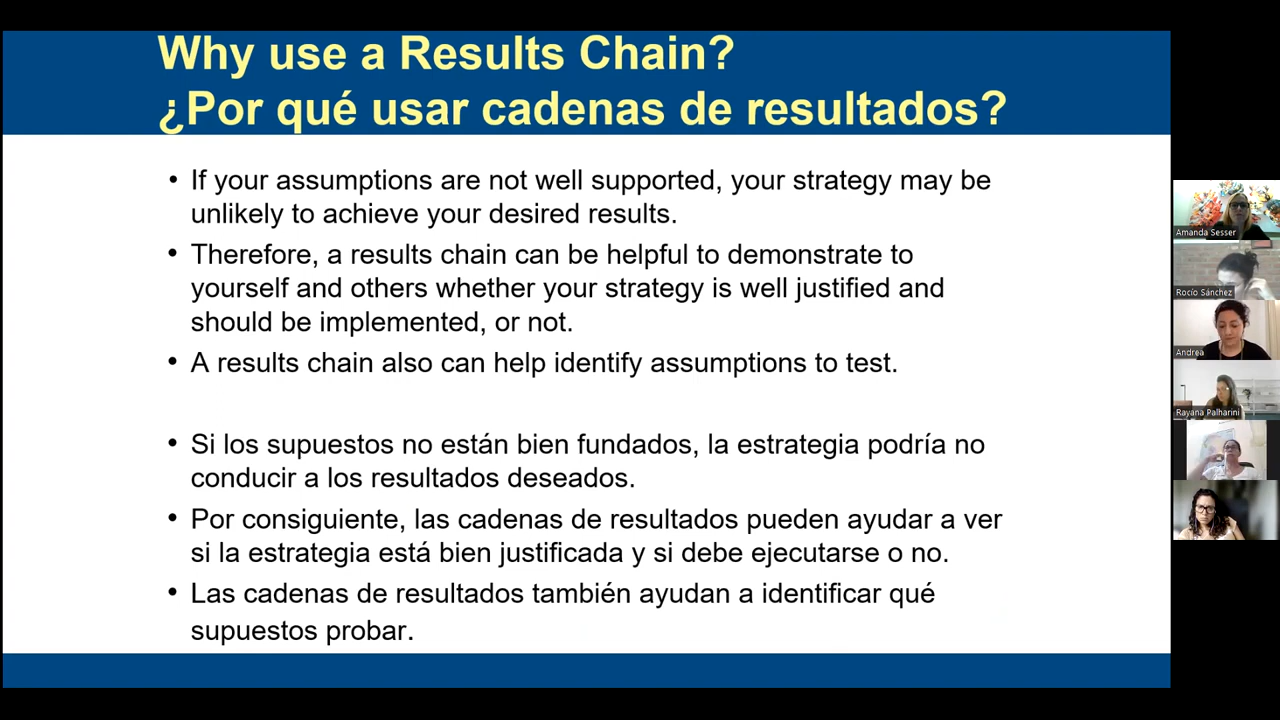 Why use a Results Chain?
¿Por qué usar cadenas de resultados?
• If your assumptions are not well supported, your strategy may be
unlikely to achieve your desired results.
• Therefore, a results chain can be helpful to demonstrate to
yourself and others whether your strategy is well justified and
should be implemented, or not.
• A results chain also can help identify assumptions to test.
• Si los supuestos no están bien fundados, la estrategia podría no
conducir a los resultados deseados.
• Por consiguiente, las cadenas de resultados pueden ayudar a ver
si la estrategia está bien justificada y si debe ejecutarse o no.
• Las cadenas de resultados también ayudan a identificar qué
supuestos probar.
Amanda Sesser
Rocío Sánchez
Andrea
Rayana Palharini